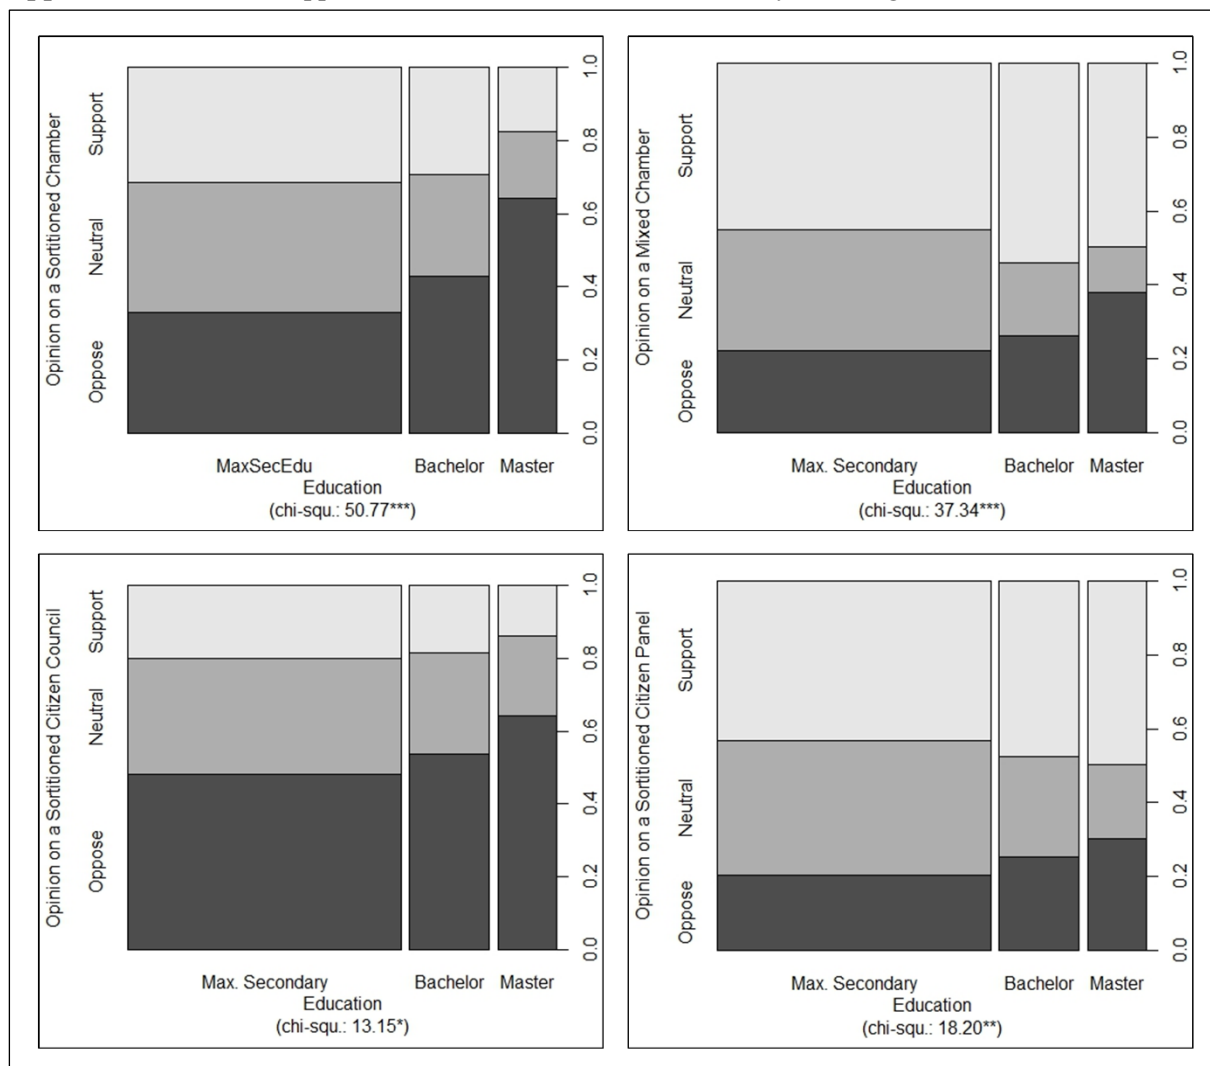 Opinion on a Sortitioned Chamber
Oppose Neutral Support
0.0 0.2 0.4 0.6 0.8 1.0
MaxSecEdu Bachelor Master
Education
(chi-squ.: 50.77***)
Opinion on a Mixed Chamber
Oppose Neutral Support
0.0 0.2 0.4 0.6 0.8 1.0
Max. Secondary Bachelor Master
Education
(chi-squ.: 37.34***)
Opinion on a Sortitioned Citizen Council
Oppose Neutral Support
0.0 0.2 0.4 0.6 0.8 1.0
Max. Secondary Bachelor Master
Education
(chi-squ.: 13.15*)
Opinion on a Sortitioned Citizen Panel
Oppose Neutral Support
0.0 0.2 0.4 0.6 0.8 1.0
Max. Secondary Bachelor Master
Education
(chi-squ.: 18.20**)